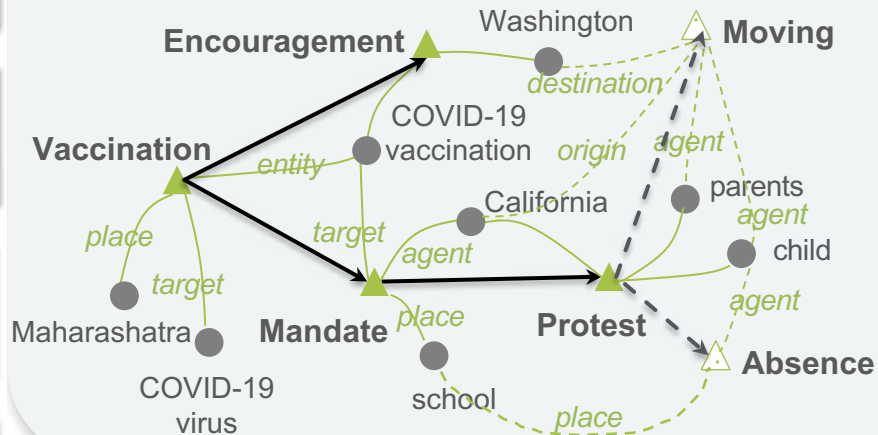 Washington
Encouragement
Moving
destination
COVID-19
vaccination
Vaccination
entity
origin
agent
parents
California
agent
place
target
agent
child
target
Maharashatra
Mandate
place
Protest
agent
Absence
COVID-19
virus
school
place